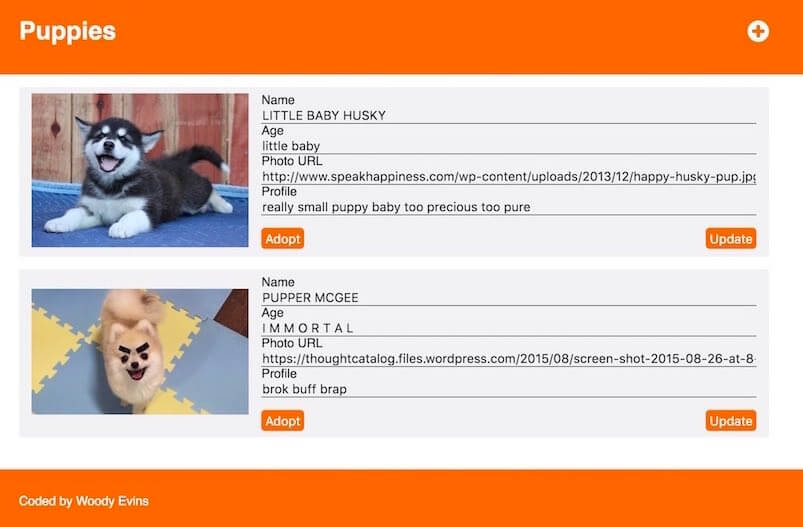 Puppies
Name
LITTLE BABY HUSKY
Age
little baby
Photo URL
http://www.speakhappiness.com/wp-content/uploads/2013/12/happy-husky-pup.jpg
Profile
really small puppy baby too precious too pure
Adopt Update
Name
PUPPER MCGEE
Age
I M M O R T A L
Photo URL
https://thoughtcatalog.files.wordpress.com/2015/08/screen-shot-2015-08-26-at-8-
Profile
brok buff brap
Adopt Update
Coded by Woody Evins